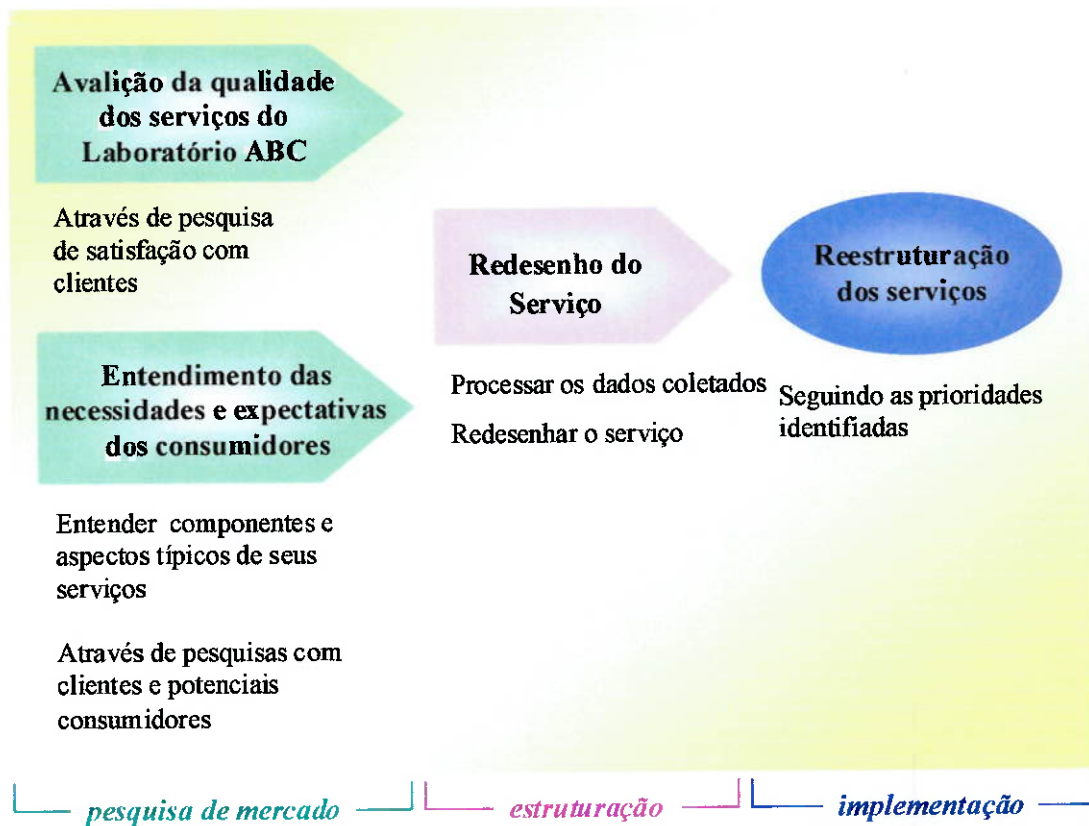 Avalição da qualidade
dos serviços do
Laboratório ABC
Através de pesquisa
de satisfação com
clientes
Entendimento das
necessidades e expectativas
dos consumidores
Entender componentes e
aspectos típicos de seus
serviços
Através de pesquisas com
clientes e potenciais
consumidores
Redesenho do
Serviço
Processar os dados coletados
Redesenhar o serviço
Reestruturação
dos serviços
Seguindo as prioridades
identifiadas
pesquisa de mercado
estruturação
implementação